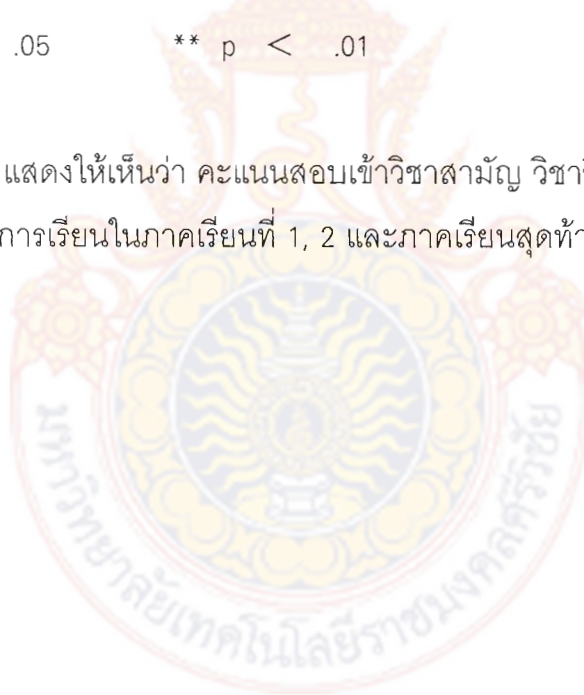 .05 ** p < .01
แสดงให้เห็นว่า คะแนนสอบเข้าวิชาสามัญ
การเรียนในภาคเรียนที่ 1, 2 และภาคเรียนสุดท้า
มหาวิทยาลัยเทคโนโลยีราชมงคลศรีวิชัย